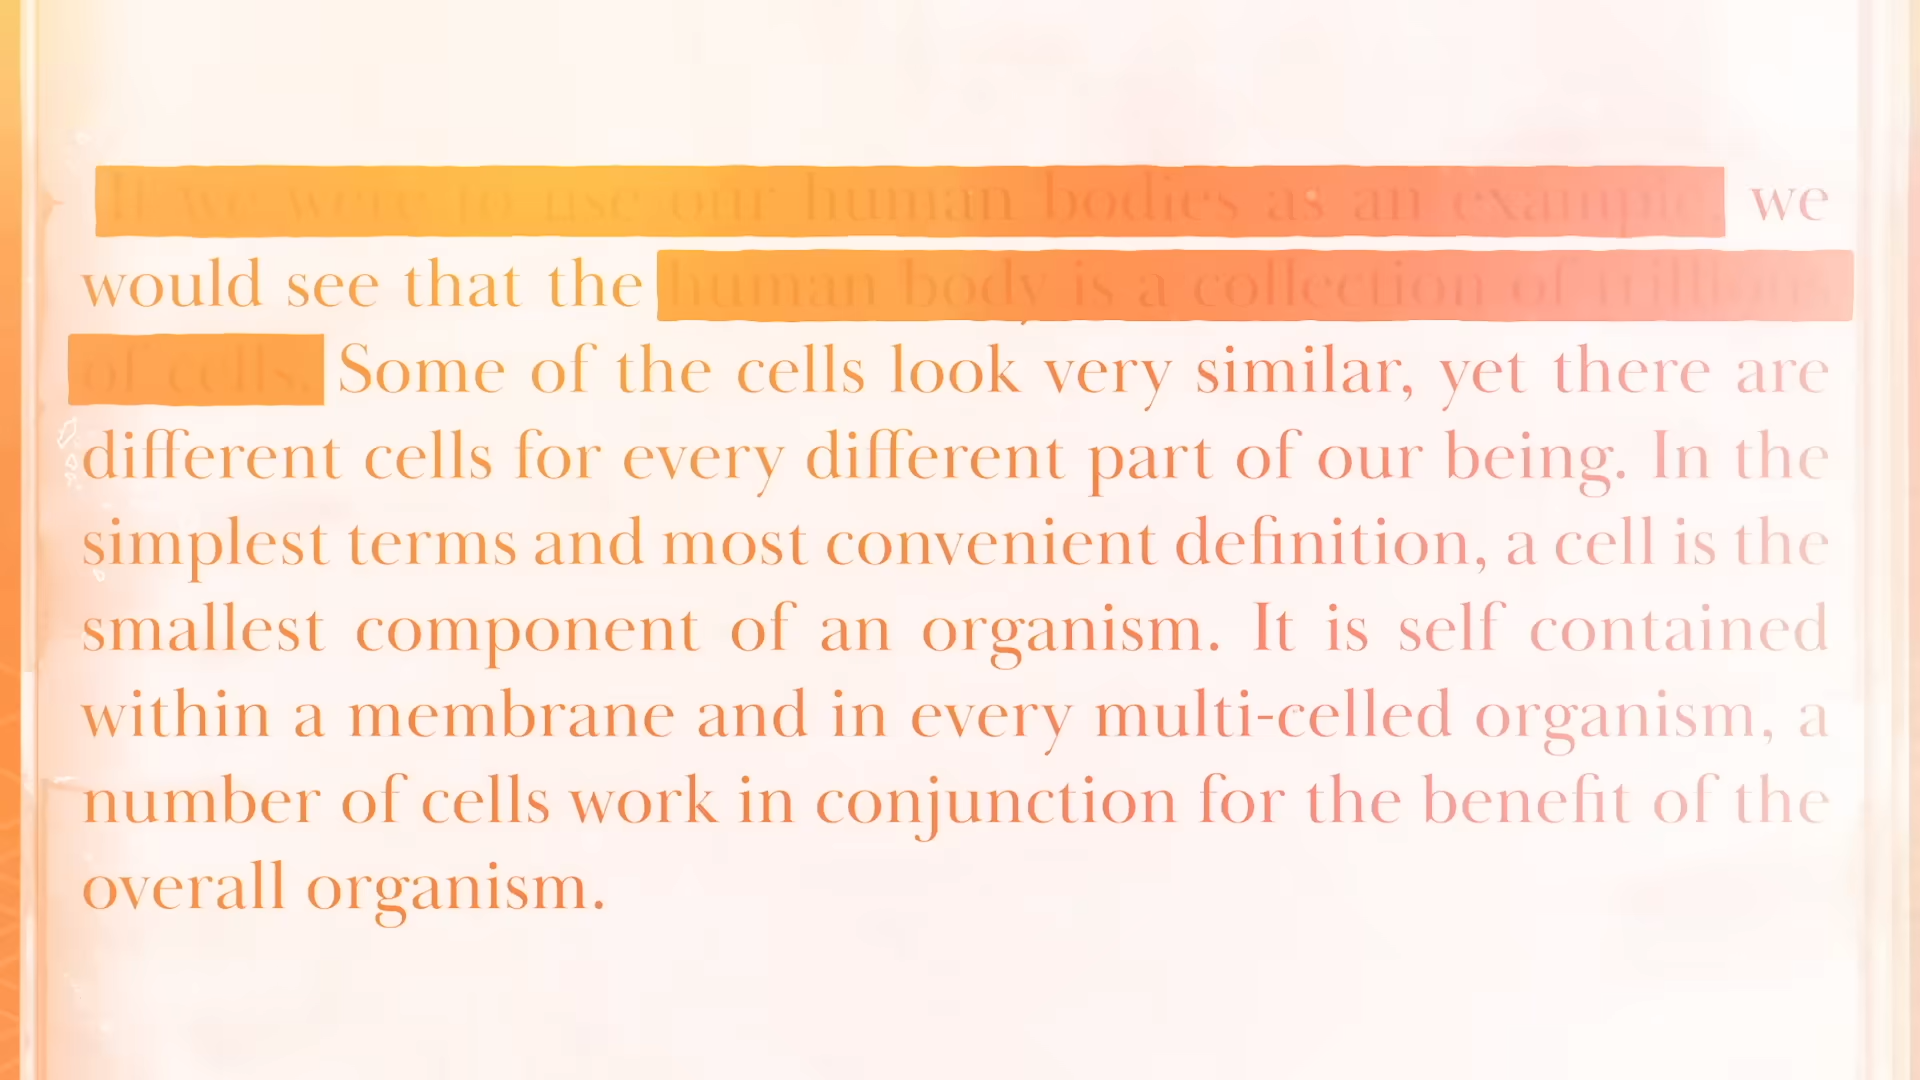 If we were to use our human bodies as an example, we
would see that the human body is a collection of trillions
of cells. Some of the cells look very similar, yet there are
different cells for every different part of our being. In the
simplest terms and most convenient definition, a cell is the
smallest component of an organism. It is self contained
within a membrane and in every multi-celled organism, a
number of cells work in conjunction for the benefit of the
overall organism.